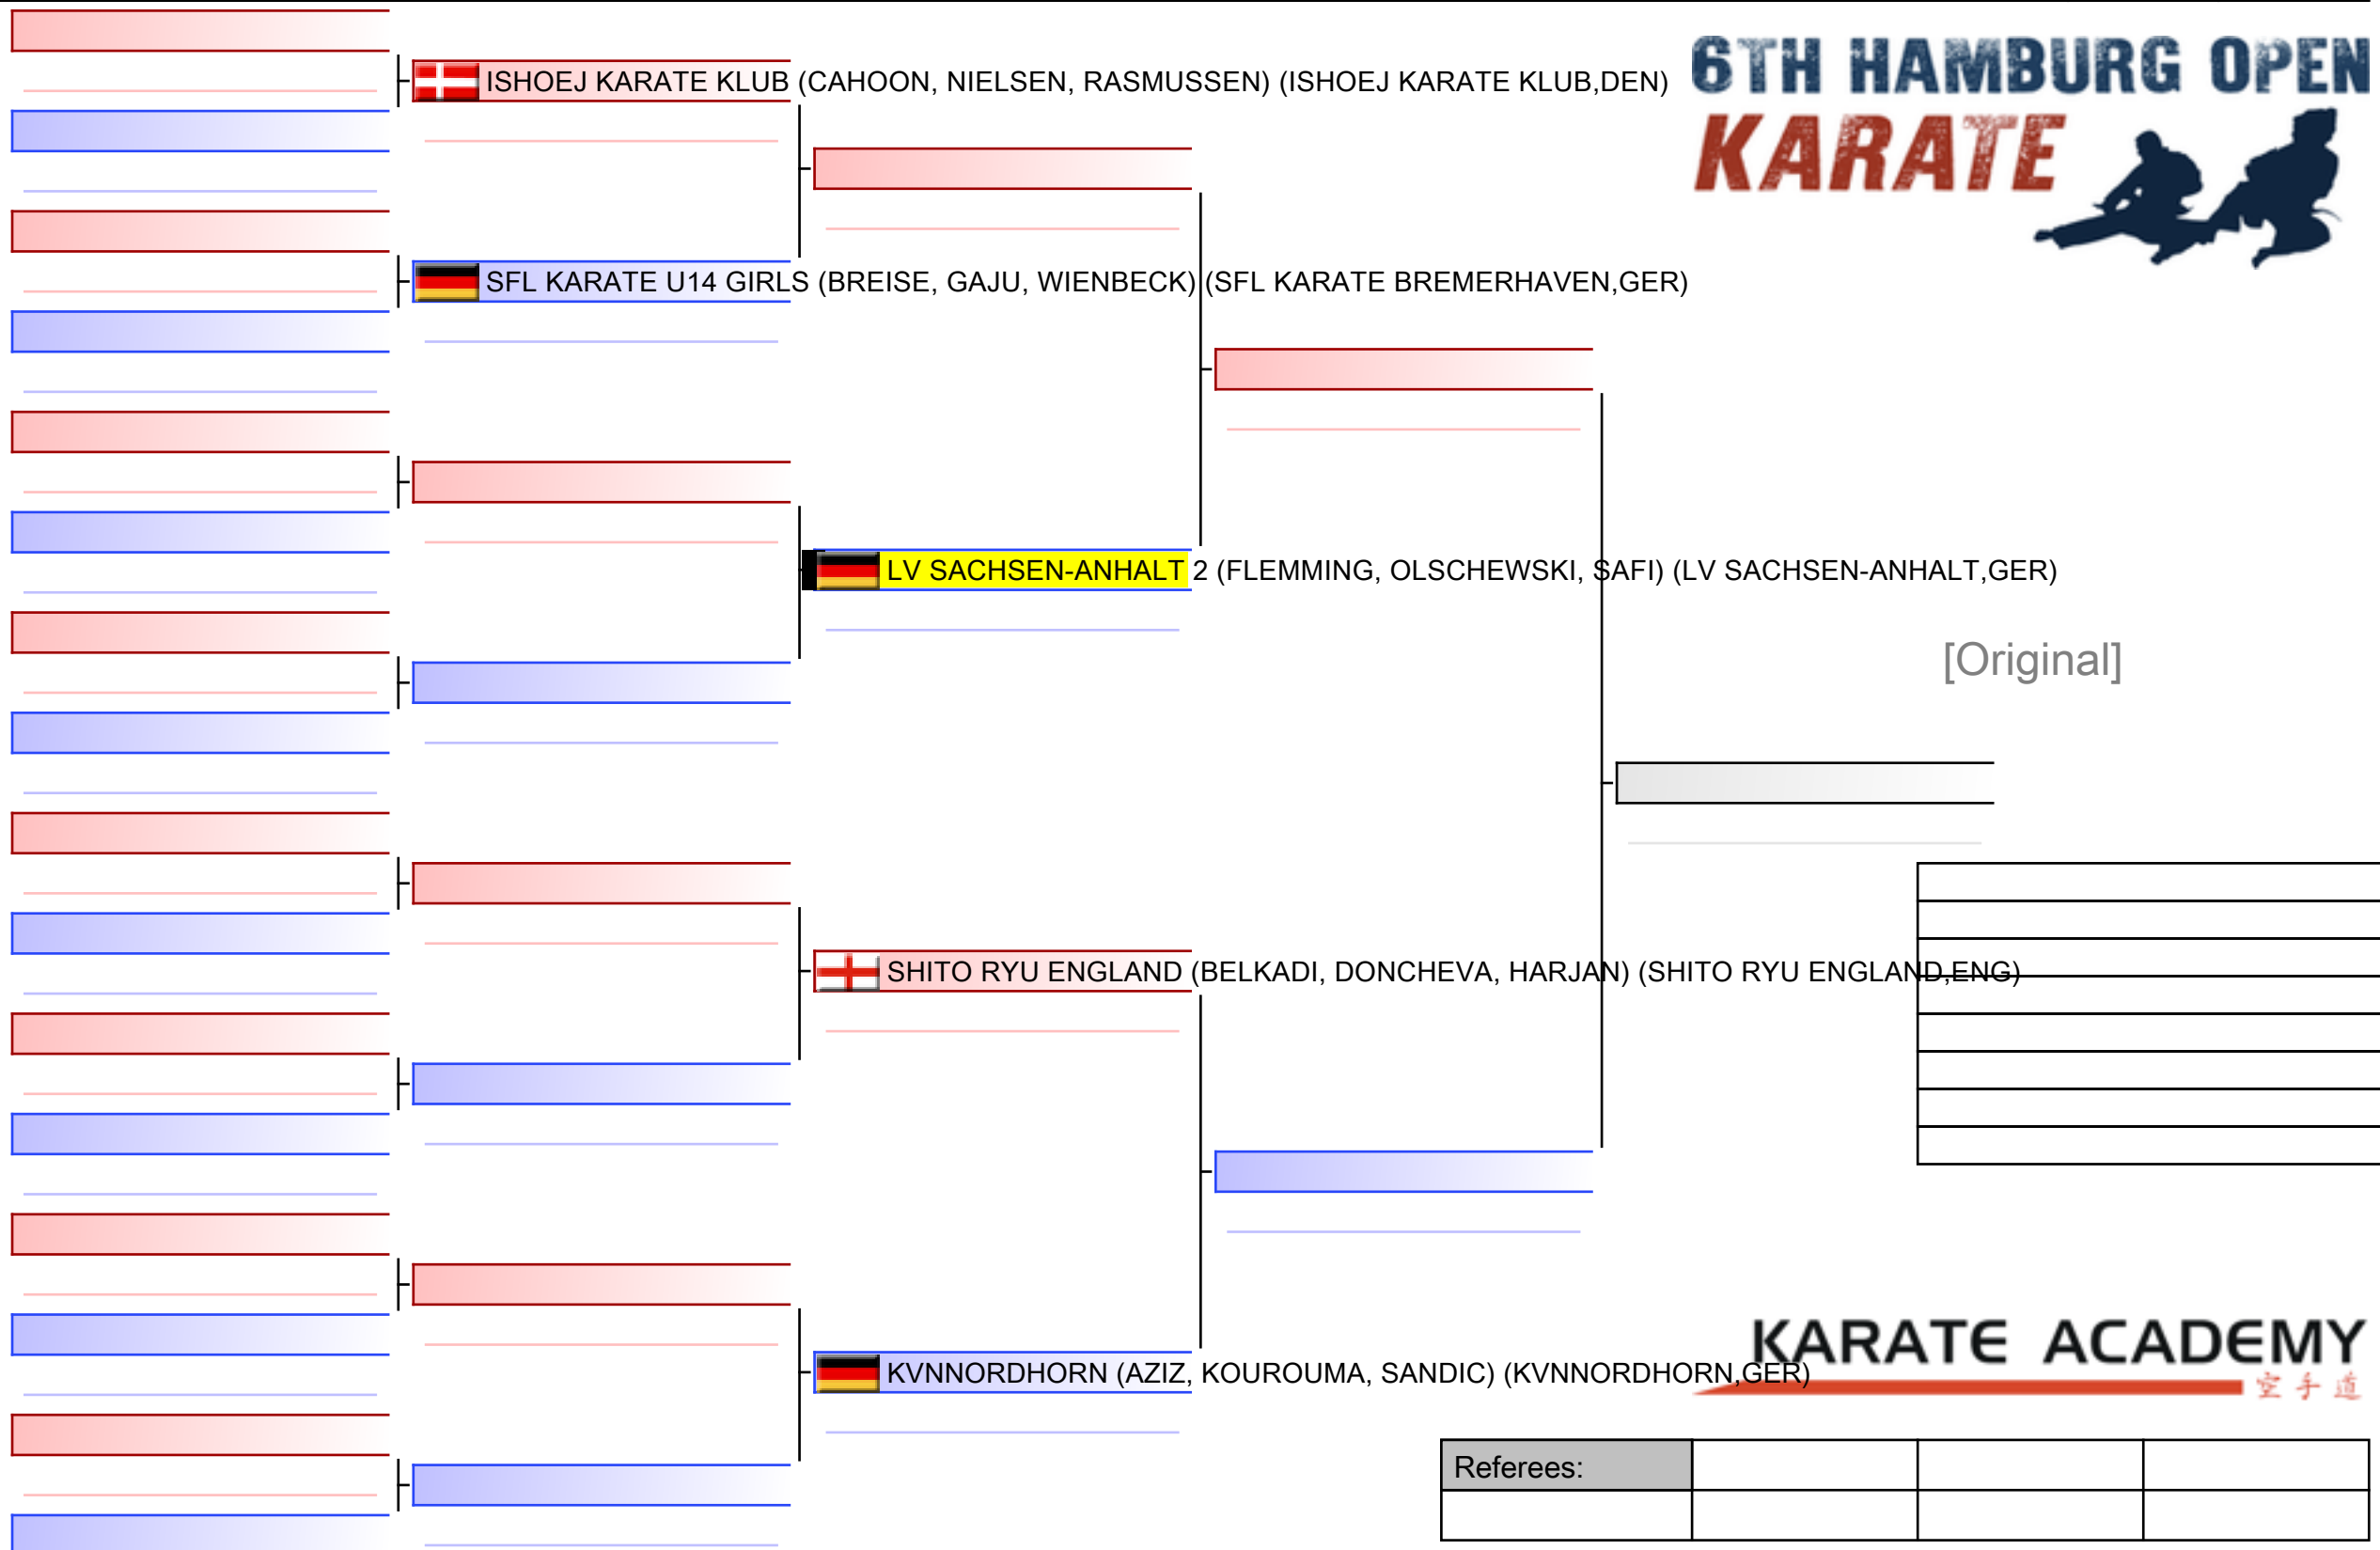 6TH HAMBURG OPEN
KARATE
ISHOEJ KARATE KLUB (CAHOON, NIELSEN, RASMUSSEN) (ISHOEJ KARATE KLUB,DEN)
SFL KARATE U14 GIRLS (BREISE, GAJU, WIENBECK) (SFL KARATE BREMERHAVEN,GER)
LV SACHSEN-ANHALT 2 (FLEMMING, OLSCHEWSKI, SAFI) (LV SACHSEN-ANHALT,GER)
[Original]
SHITO RYU ENGLAND (BELKADI, DONCHEVA, HARJAN) (SHITO RYU ENGLAND,ENG)
KVNNORDHORN (AZIZ, KOUROUMA, SANDIC) (KVNNORDHORN,GER)
KARATE ACADEMY
空手道
Referees: